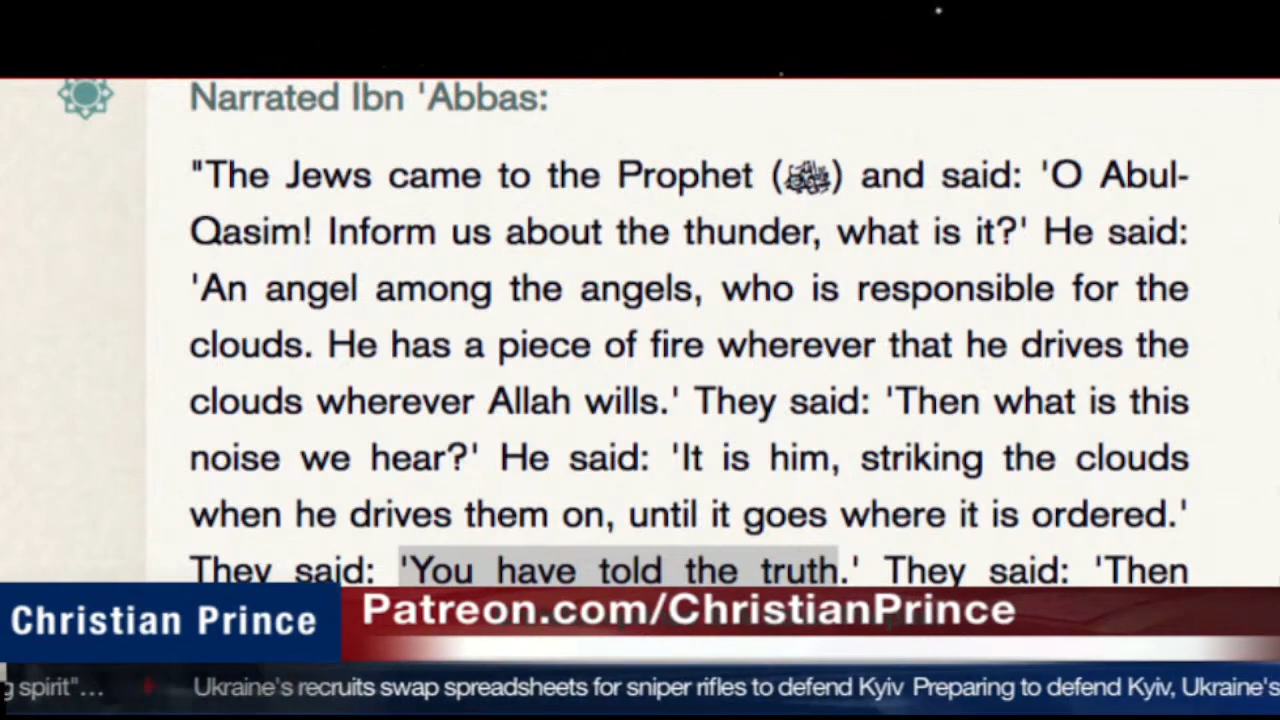 Narrated Ibn 'Abbas:
"The Jews came to the Prophet (ﷺ) and said: 'O Abul-
Qasim! Inform us about the thunder, what is it?' He said:
'An angel among the angels, who is responsible for the
clouds. He has a piece of fire wherever that he drives the
clouds wherever Allah wills.' They said: 'Then what is this
noise we hear?' He said: 'It is him, striking the clouds
when he drives them on, until it goes where it is ordered.'
They said: 'You have told the truth.' They said: 'Then
Christian Prince
Patreon.com/ChristianPrince
g spirit"... Ukraine's recruits swap spreadsheets for sniper rifles to defend Kyiv Preparing to defend Kyiv, Ukraine's